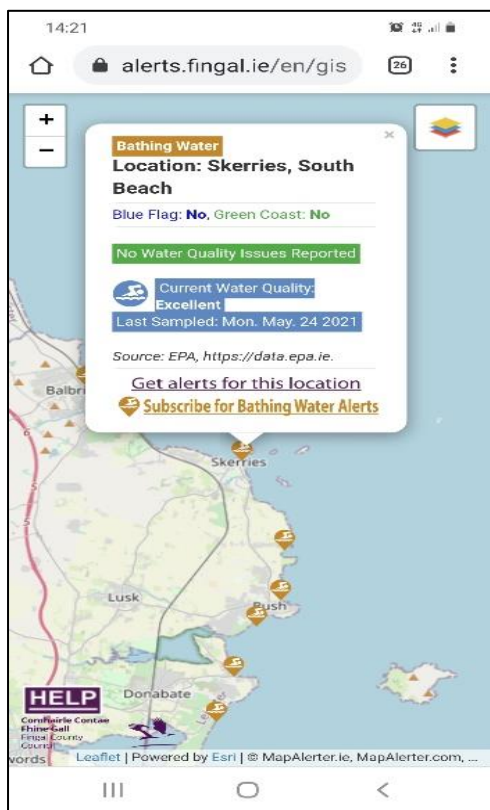 14:21
4G
alerts.fingal.ie/en/gis
26
+
−
×
Bathing Water
Location: Skerries, South
Beach
Blue Flag: No, Green Coast: No
No Water Quality Issues Reported
Current Water Quality:
Excellent
Last Sampled: Mon. May. 24 2021
Source: EPA, https://data.epa.ie.
Get alerts for this location
Subscribe for Bathing Water Alerts
Balbri
Skerries
Lusk
Rush
Donabate
HELP
Comhairle Contae
Fhine Gall
Fingal County
Council
words
Leaflet | Powered by Esri | © MapAlerter.ie, MapAlerter.com, ...